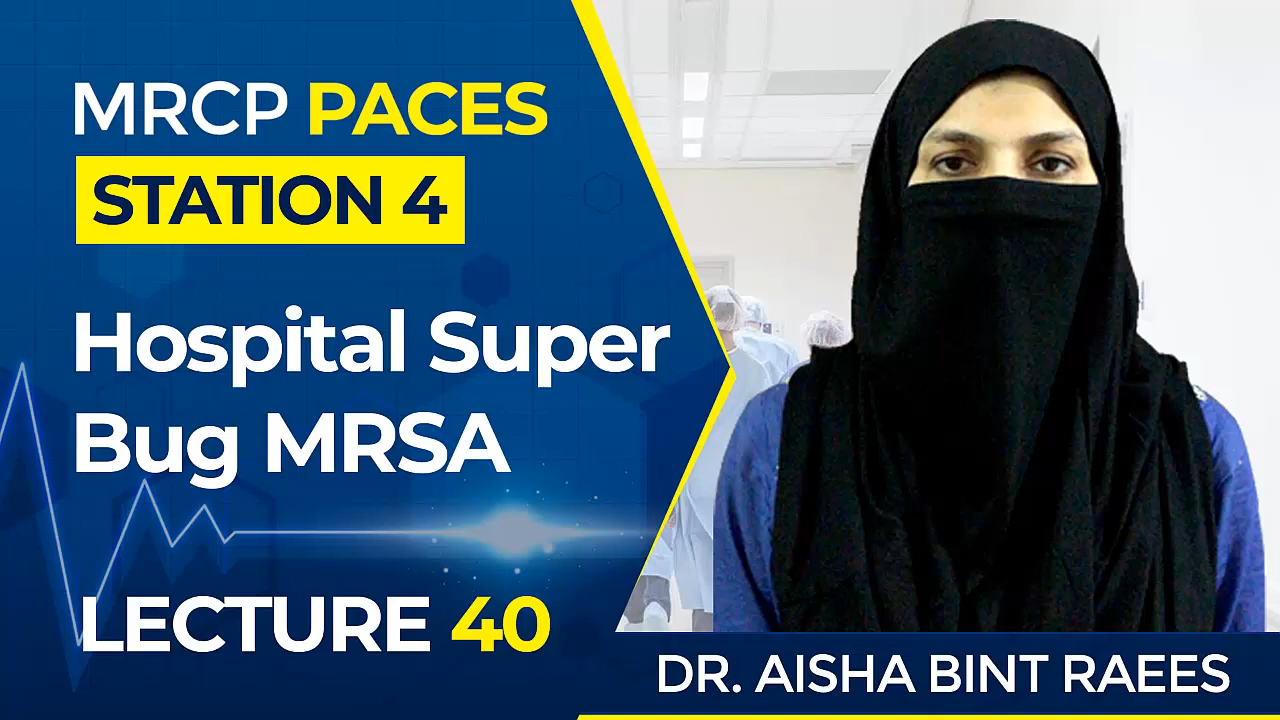 MRCP PACES
STATION 4
Hospital Super
Bug MRSA
LECTURE 40
DR. AISHA BINT RAEES